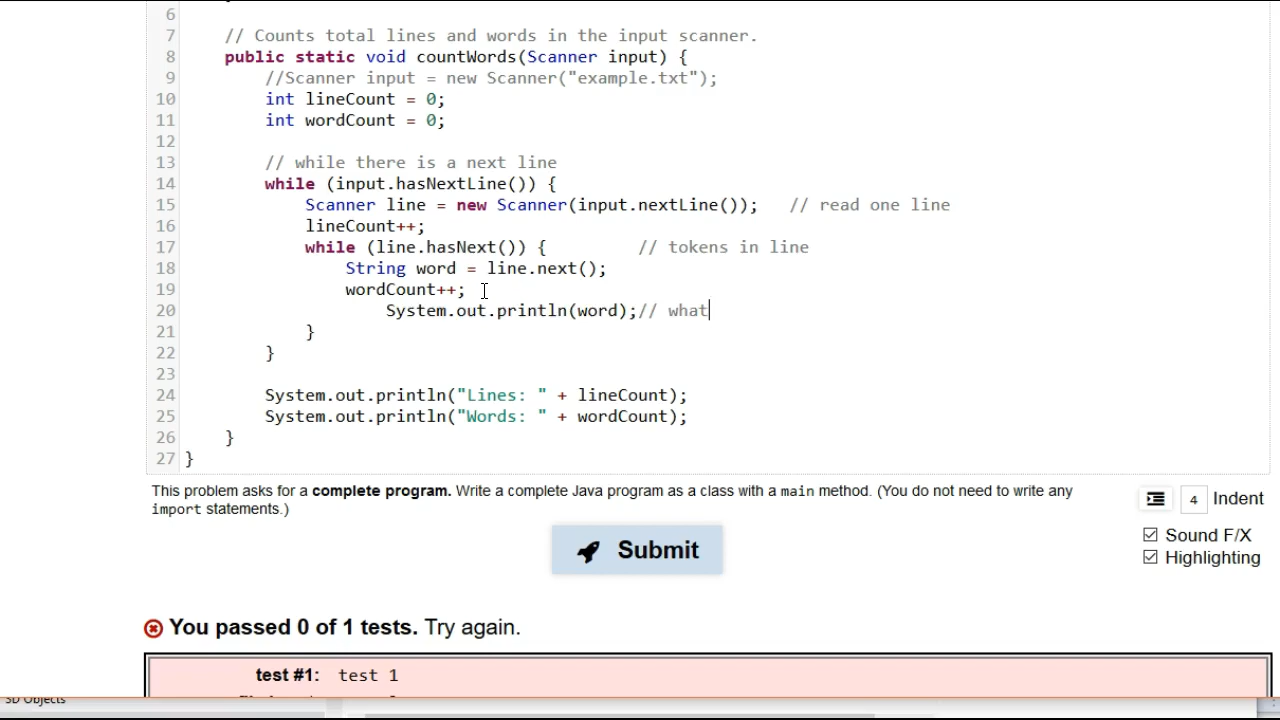 6
7 // Counts total lines and words in the input scanner.
8 public static void countWords(Scanner input) {
9 //Scanner input = new Scanner("example.txt");
10 int lineCount = 0;
11 int wordCount = 0;
12
13 // while there is a next line
14 while (input.hasNextLine()) {
15 Scanner line = new Scanner(input.nextLine()); // read one line
16 lineCount++;
17 while (line.hasNext()) { // tokens in line
18 String word = line.next();
19 wordCount++;
20 System.out.println(word);// what
21 }
22 }
23
24 System.out.println("Lines: " + lineCount);
25 System.out.println("Words: " + wordCount);
26 }
27 }
This problem asks for a complete program. Write a complete Java program as a class with a main method. (You do not need to write any
import statements.)
4 Indent
Sound F/X
Highlighting
Submit
You passed 0 of 1 tests. Try again.
test #1: test 1
3D Objects